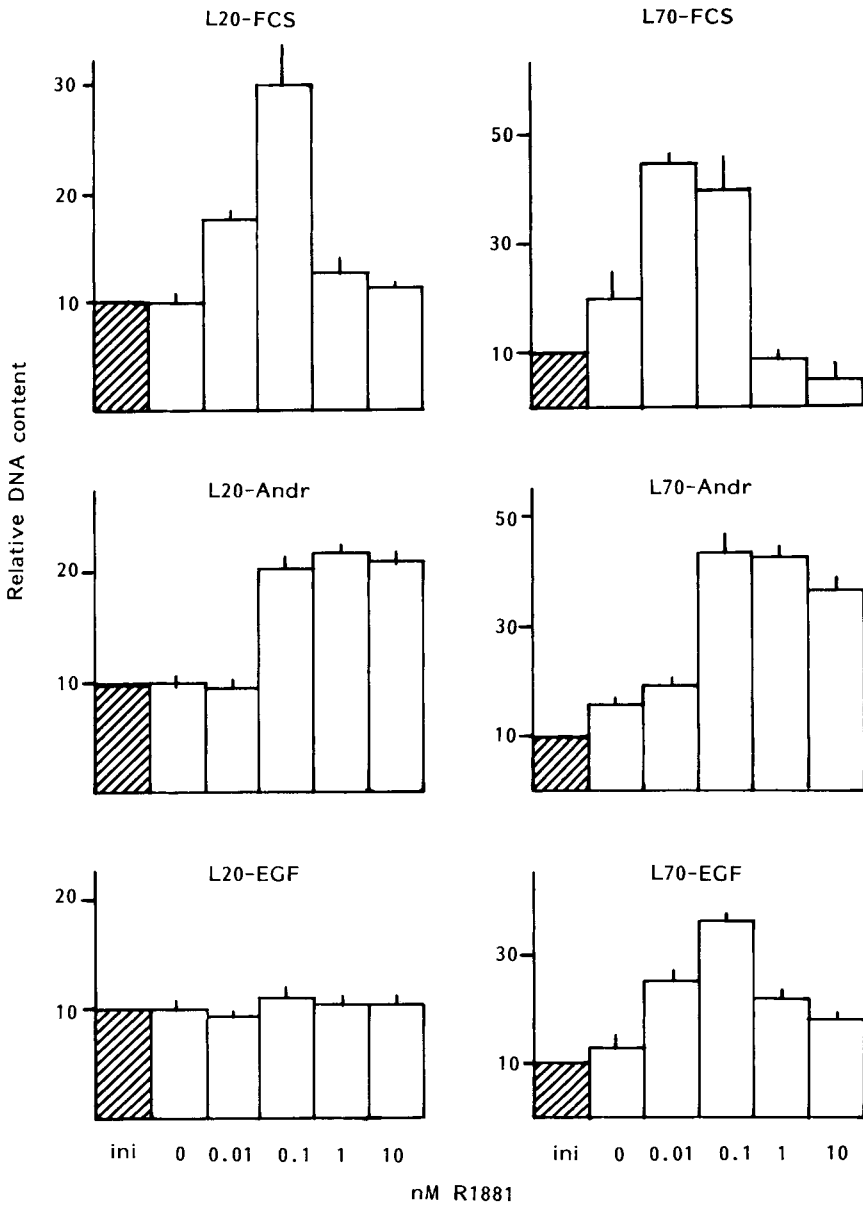 L20-FCS
L70-FCS
30
20
10
50
30
10
Relative DNA content
L20-Andr
L70-Andr
20
10
50
30
10
L20-EGF
L70-EGF
20
10
30
10
ini 0 0.01 0.1 1 10
ini 0 0.01 0.1 1 10
nM R1881